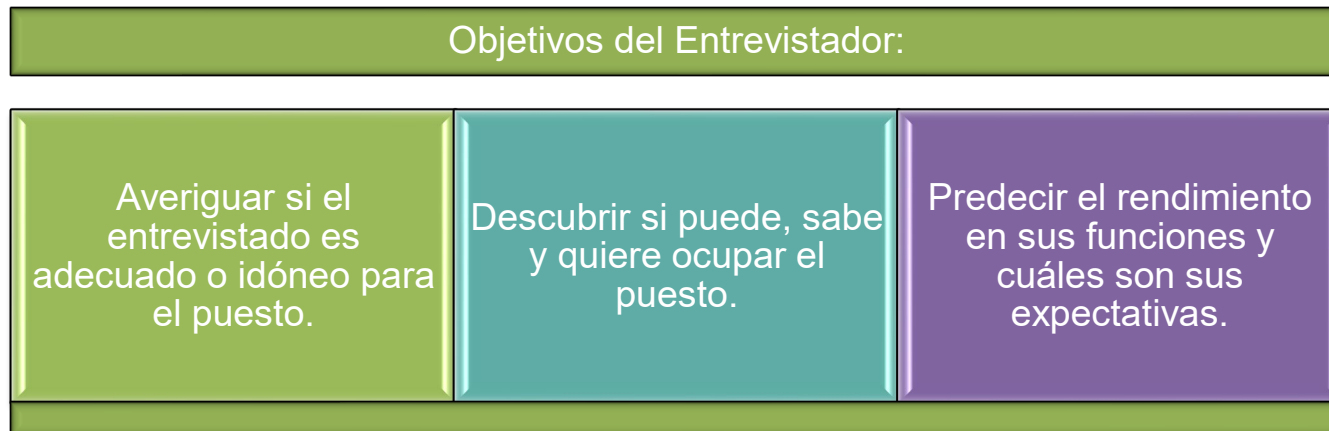 Objetivos del Entrevistador:
Averiguar si el
entrevistado es
adecuado o idóneo para
el puesto.
Descubrir si puede, sabe
y quiere ocupar el
puesto.
Predecir el rendimiento
en sus funciones y
cuáles son sus
expectativas.